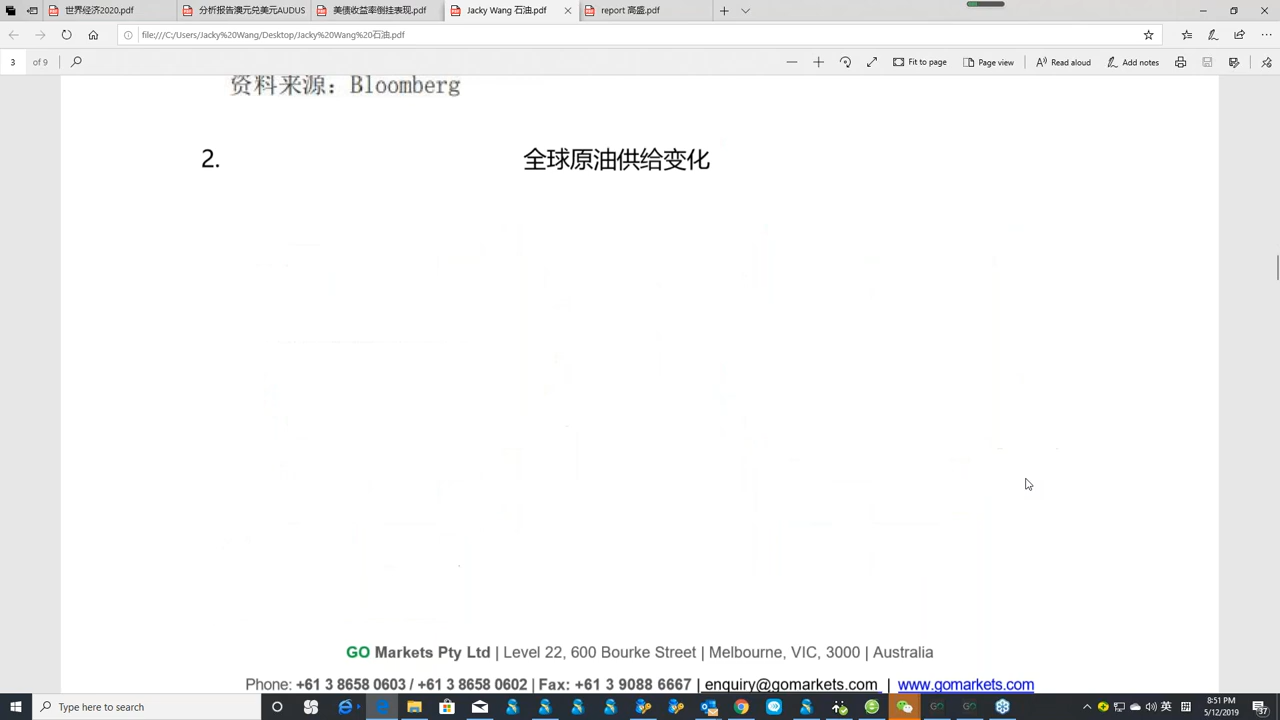 世界经济2020.pdf
分析报告澳元兑美元AUDUS
美债收益率倒挂表现.pdf
Jacky Wang 石油.pdf
report 高盛.pdf
file:///C:/Users/Jacky%20Wang/Desktop/Jacky%20Wang%20石油.pdf
3 of 9
Fit to page
Page view
Read aloud
Add notes
资料来源：Bloomberg
2. 全球原油供给变化
GO Markets Pty Ltd | Level 22, 600 Bourke Street | Melbourne, VIC, 3000 | Australia
Phone: +61 3 8658 0603 / +61 3 8658 0602 | Fax: +61 3 9088 6667 | enquiry@gomarkets.com | www.gomarkets.com
Type here to search
英
8:51 PM
5/12/2019